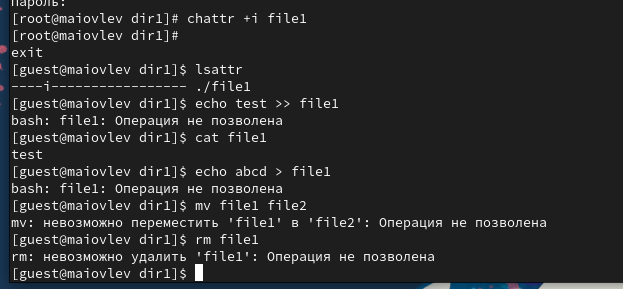 Пароль:
[root@maiovlev dir1]# chattr +i file1
[root@maiovlev dir1]#
exit
[guest@maiovlev dir1]$ lsattr
----i----------------- ./file1
[guest@maiovlev dir1]$ echo test >> file1
bash: file1: Операция не позволена
[guest@maiovlev dir1]$ cat file1
test
[guest@maiovlev dir1]$ echo abcd > file1
bash: file1: Операция не позволена
[guest@maiovlev dir1]$ mv file1 file2
mv: невозможно переместить 'file1' в 'file2': Операция не позволена
[guest@maiovlev dir1]$ rm file1
rm: невозможно удалить 'file1': Операция не позволена
[guest@maiovlev dir1]$